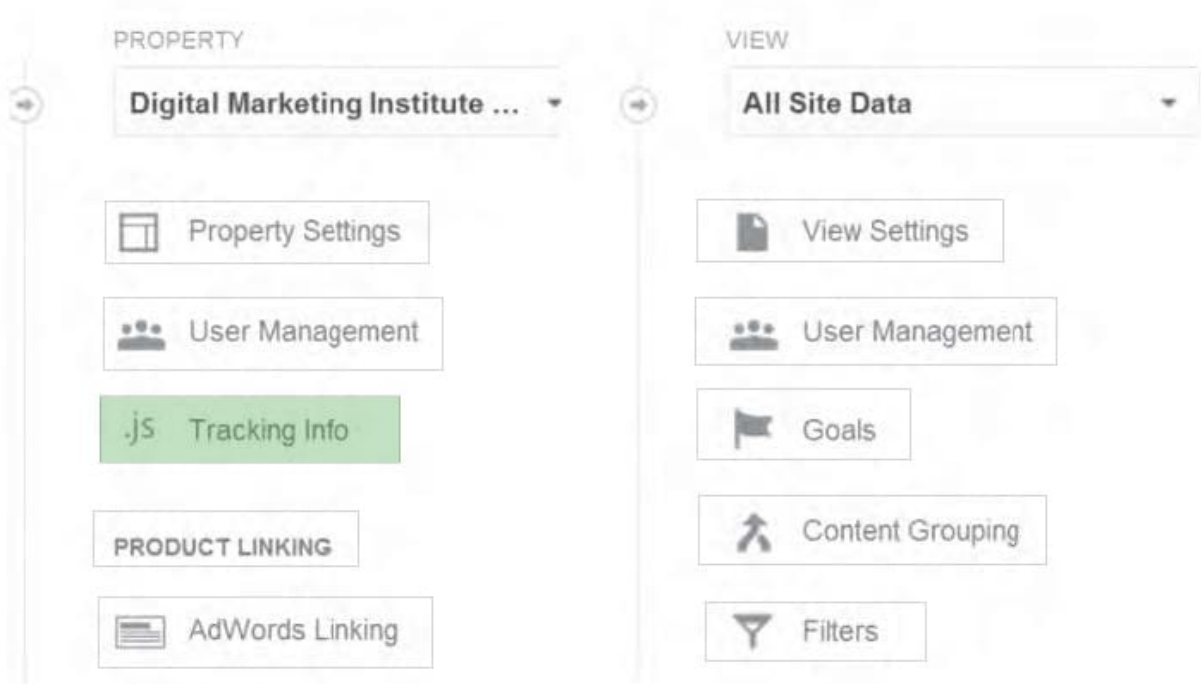 PROPERTY
Digital Marketing Institute ...
Property Settings
User Management
.js Tracking Info
PRODUCT LINKING
AdWords Linking
VIEW
All Site Data
View Settings
User Management
Goals
Content Grouping
Filters